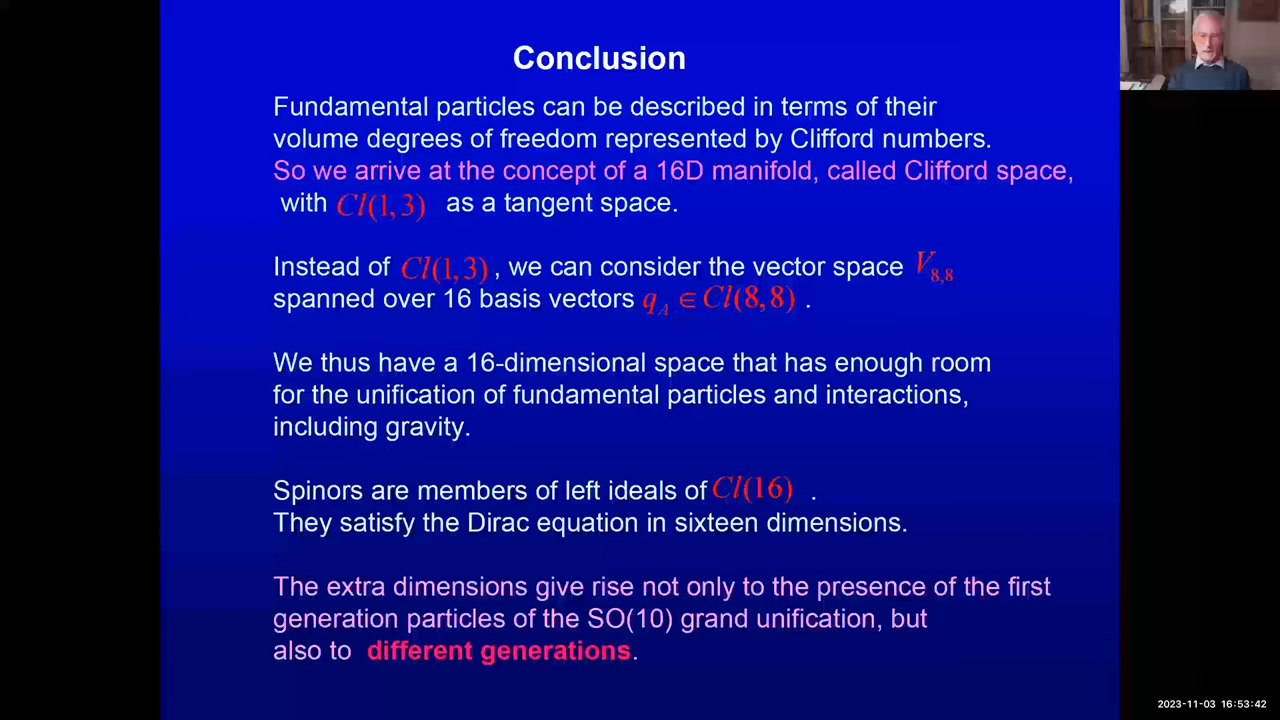 Conclusion
Fundamental particles can be described in terms of their
volume degrees of freedom represented by Clifford numbers.
So we arrive at the concept of a 16D manifold, called Clifford space,
with Cl(1,3) as a tangent space.
Instead of Cl(1,3), we can consider the vector space V8,8
spanned over 16 basis vectors qA ∈ Cl(8,8) .
We thus have a 16-dimensional space that has enough room
for the unification of fundamental particles and interactions,
including gravity.
Spinors are members of left ideals of Cl(16) .
They satisfy the Dirac equation in sixteen dimensions.
The extra dimensions give rise not only to the presence of the first
generation particles of the SO(10) grand unification, but
also to different generations.
2023-11-03 16:53:42